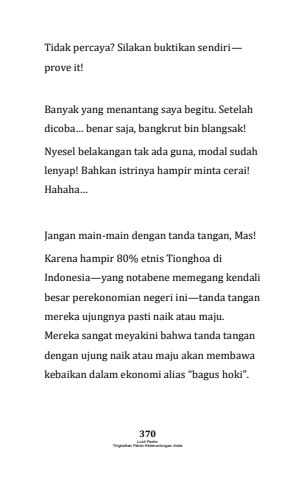 Tidak percaya? Silakan buktikan sendiri—
prove it!
Banyak yang menantang saya begitu. Setelah
dicoba… benar saja, bangkrut bin blangsak!
Nyesel belakangan tak ada guna, modal sudah
lenyap! Bahkan istrinya hampir minta cerai!
Hahaha…
Jangan main-main dengan tanda tangan, Mas!
Karena hampir 80% etnis Tionghoa di
Indonesia—yang notabene memegang kendali
besar perekonomian negeri ini—tanda tangan
mereka ujungnya pasti naik atau maju.
Mereka sangat meyakini bahwa tanda tangan
dengan ujung naik atau maju akan membawa
kebaikan dalam ekonomi alias “bagus hoki”.
370
Luck Factor
Tingkatkan Faktor Keberuntungan Anda